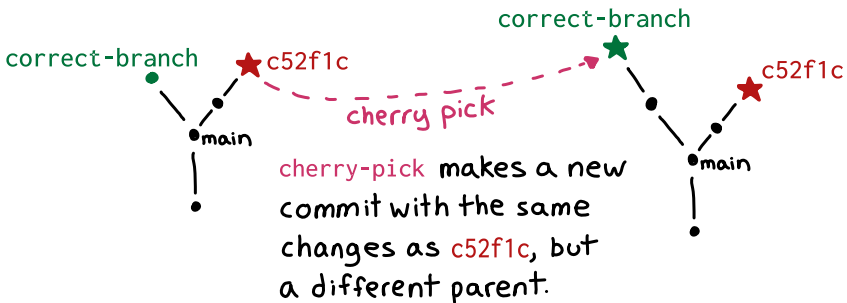 correct-branch
c52f1c
main
cherry pick
correct-branch
c52f1c
main
cherry-pick makes a new
commit with the same
changes as c52f1c, but
a different parent.